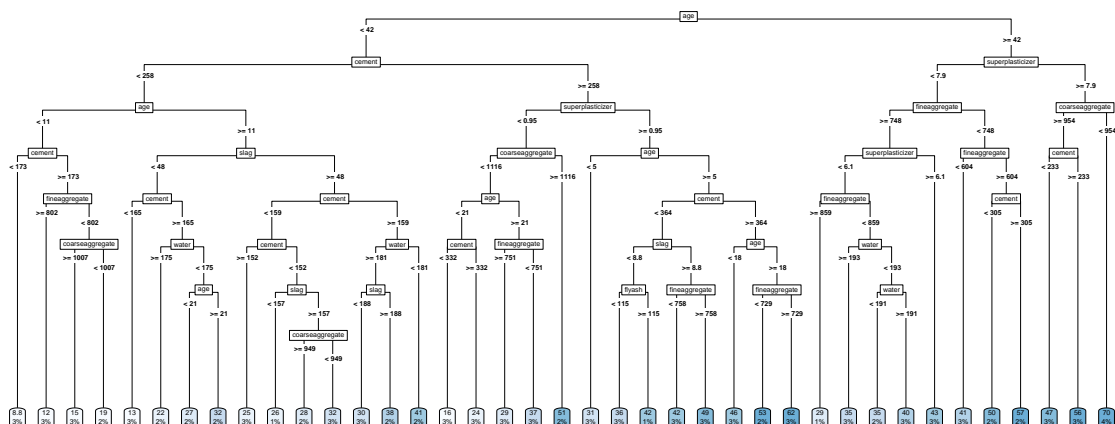 age
< 42 >= 42
cement superplasticizer
< 258 >= 258 < 7.9 >= 7.9
age superplasticizer fineaggregate coarseaggregate
< 11 >= 11 < 0.95 >= 0.95 >= 748 < 748 >= 954 < 954
cement slag coarseaggregate age superplasticizer fineaggregate cement
< 173 >= 173 < 48 >= 48 < 1116 >= 1116 < 5 >= 5 < 6.1 >= 6.1 < 604 >= 604 < 233 >= 233
fineaggregate cement cement age cement fineaggregate cement
>= 802 < 802 < 165 >= 165 < 159 >= 159 < 21 >= 21 < 364 >= 364 >= 859 < 859 < 305 >= 305
coarseaggregate water cement water cement fineaggregate slag age water
>= 1007 < 1007 >= 175 < 175 >= 152 < 152 >= 181 < 181 < 332 >= 332 >= 751 < 751 < 8.8 >= 8.8 < 18 >= 18 >= 193 < 193
age slag slag flyash fineaggregate fineaggregate water
< 21 >= 21 < 157 >= 157 < 188 >= 188 < 115 >= 115 < 758 >= 758 < 729 >= 729 < 191 >= 191
coarseaggregate
>= 949 < 949
8.8 12 15 19 13 22 27 32 25 26 28 32 30 38 41 16 24 29 37 51 31 36 42 42 49 46 53 62 29 35 35 40 43 41 50 57 47 56 70
3% 3% 3% 2% 3% 2% 2% 2% 3% 1% 3% 3% 3% 2% 2% 3% 3% 3% 3% 2% 3% 3% 1% 3% 3% 3% 2% 3% 1% 3% 2% 3% 3% 3% 2% 2% 3% 3% 4%